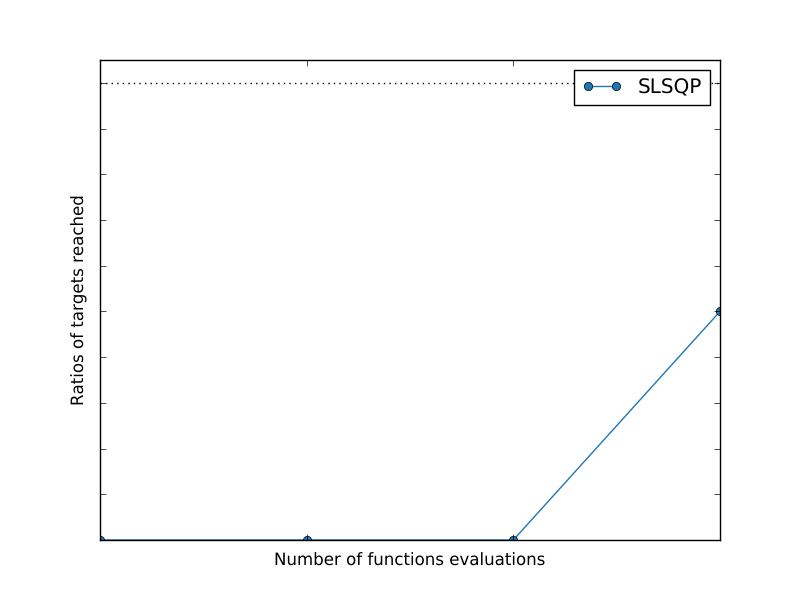 SLSQP
Ratios of targets reached
Number of functions evaluations